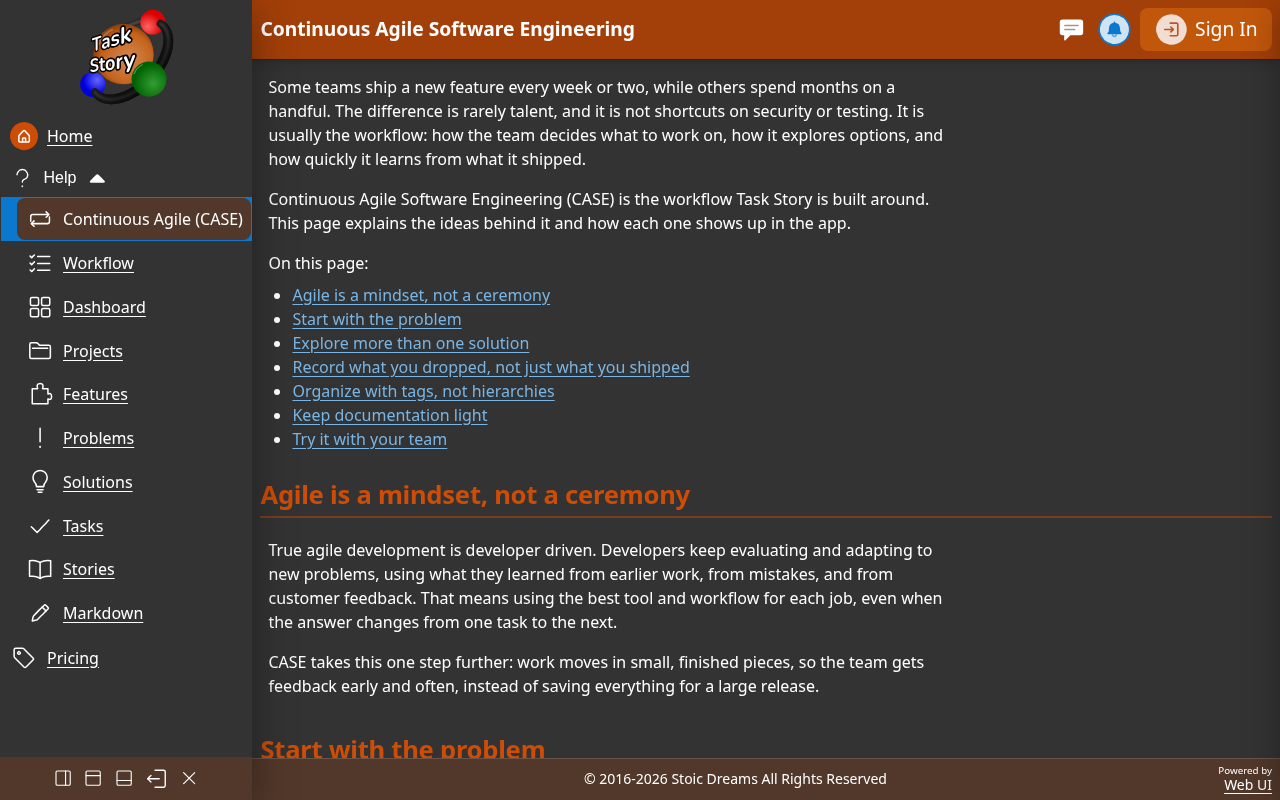 Task
Story
Home
Help
Continuous Agile (CASE)
Workflow
Dashboard
Projects
Features
Problems
Solutions
Tasks
Stories
Markdown
Pricing
Continuous Agile Software Engineering
Sign In
Some teams ship a new feature every week or two, while others spend months on a
handful. The difference is rarely talent, and it is not shortcuts on security or testing. It is
usually the workflow: how the team decides what to work on, how it explores options, and
how quickly it learns from what it shipped.
Continuous Agile Software Engineering (CASE) is the workflow Task Story is built around.
This page explains the ideas behind it and how each one shows up in the app.
On this page:
Agile is a mindset, not a ceremony
Start with the problem
Explore more than one solution
Record what you dropped, not just what you shipped
Organize with tags, not hierarchies
Keep documentation light
Try it with your team
Agile is a mindset, not a ceremony
True agile development is developer driven. Developers keep evaluating and adapting to
new problems, using what they learned from earlier work, from mistakes, and from
customer feedback. That means using the best tool and workflow for each job, even when
the answer changes from one task to the next.
CASE takes this one step further: work moves in small, finished pieces, so the team gets
feedback early and often, instead of saving everything for a large release.
Start with the problem
© 2016-2026 Stoic Dreams All Rights Reserved
Powered by
Web UI